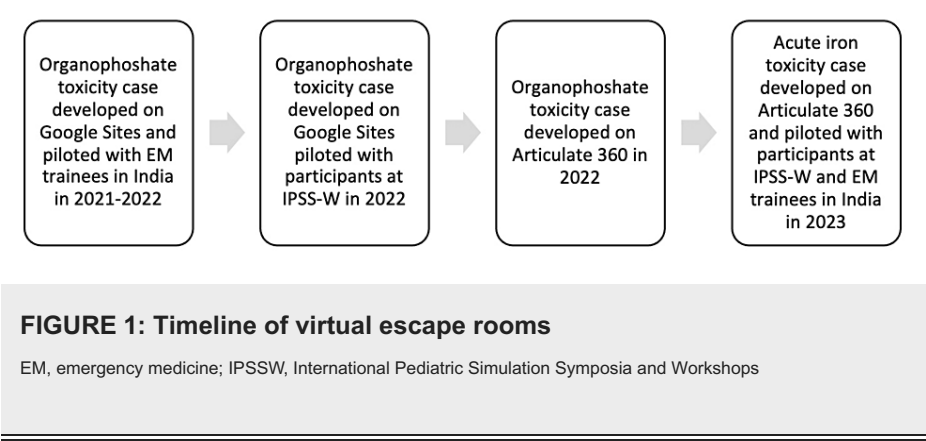 Organophoshate
toxicity case
developed on
Google Sites and
piloted with EM
trainees in India
in 2021-2022
Organophoshate
toxicity case
developed on
Google Sites
piloted with
participants at
IPSS-W in 2022
Organophoshate
toxicity case
developed on
Articulate 360 in
2022
Acute iron
toxicity case
developed on
Articulate 360
and piloted with
participants at
IPSS-W and EM
trainees in India
in 2023
FIGURE 1: Timeline of virtual escape rooms
EM, emergency medicine; IPSSW, International Pediatric Simulation Symposia and Workshops